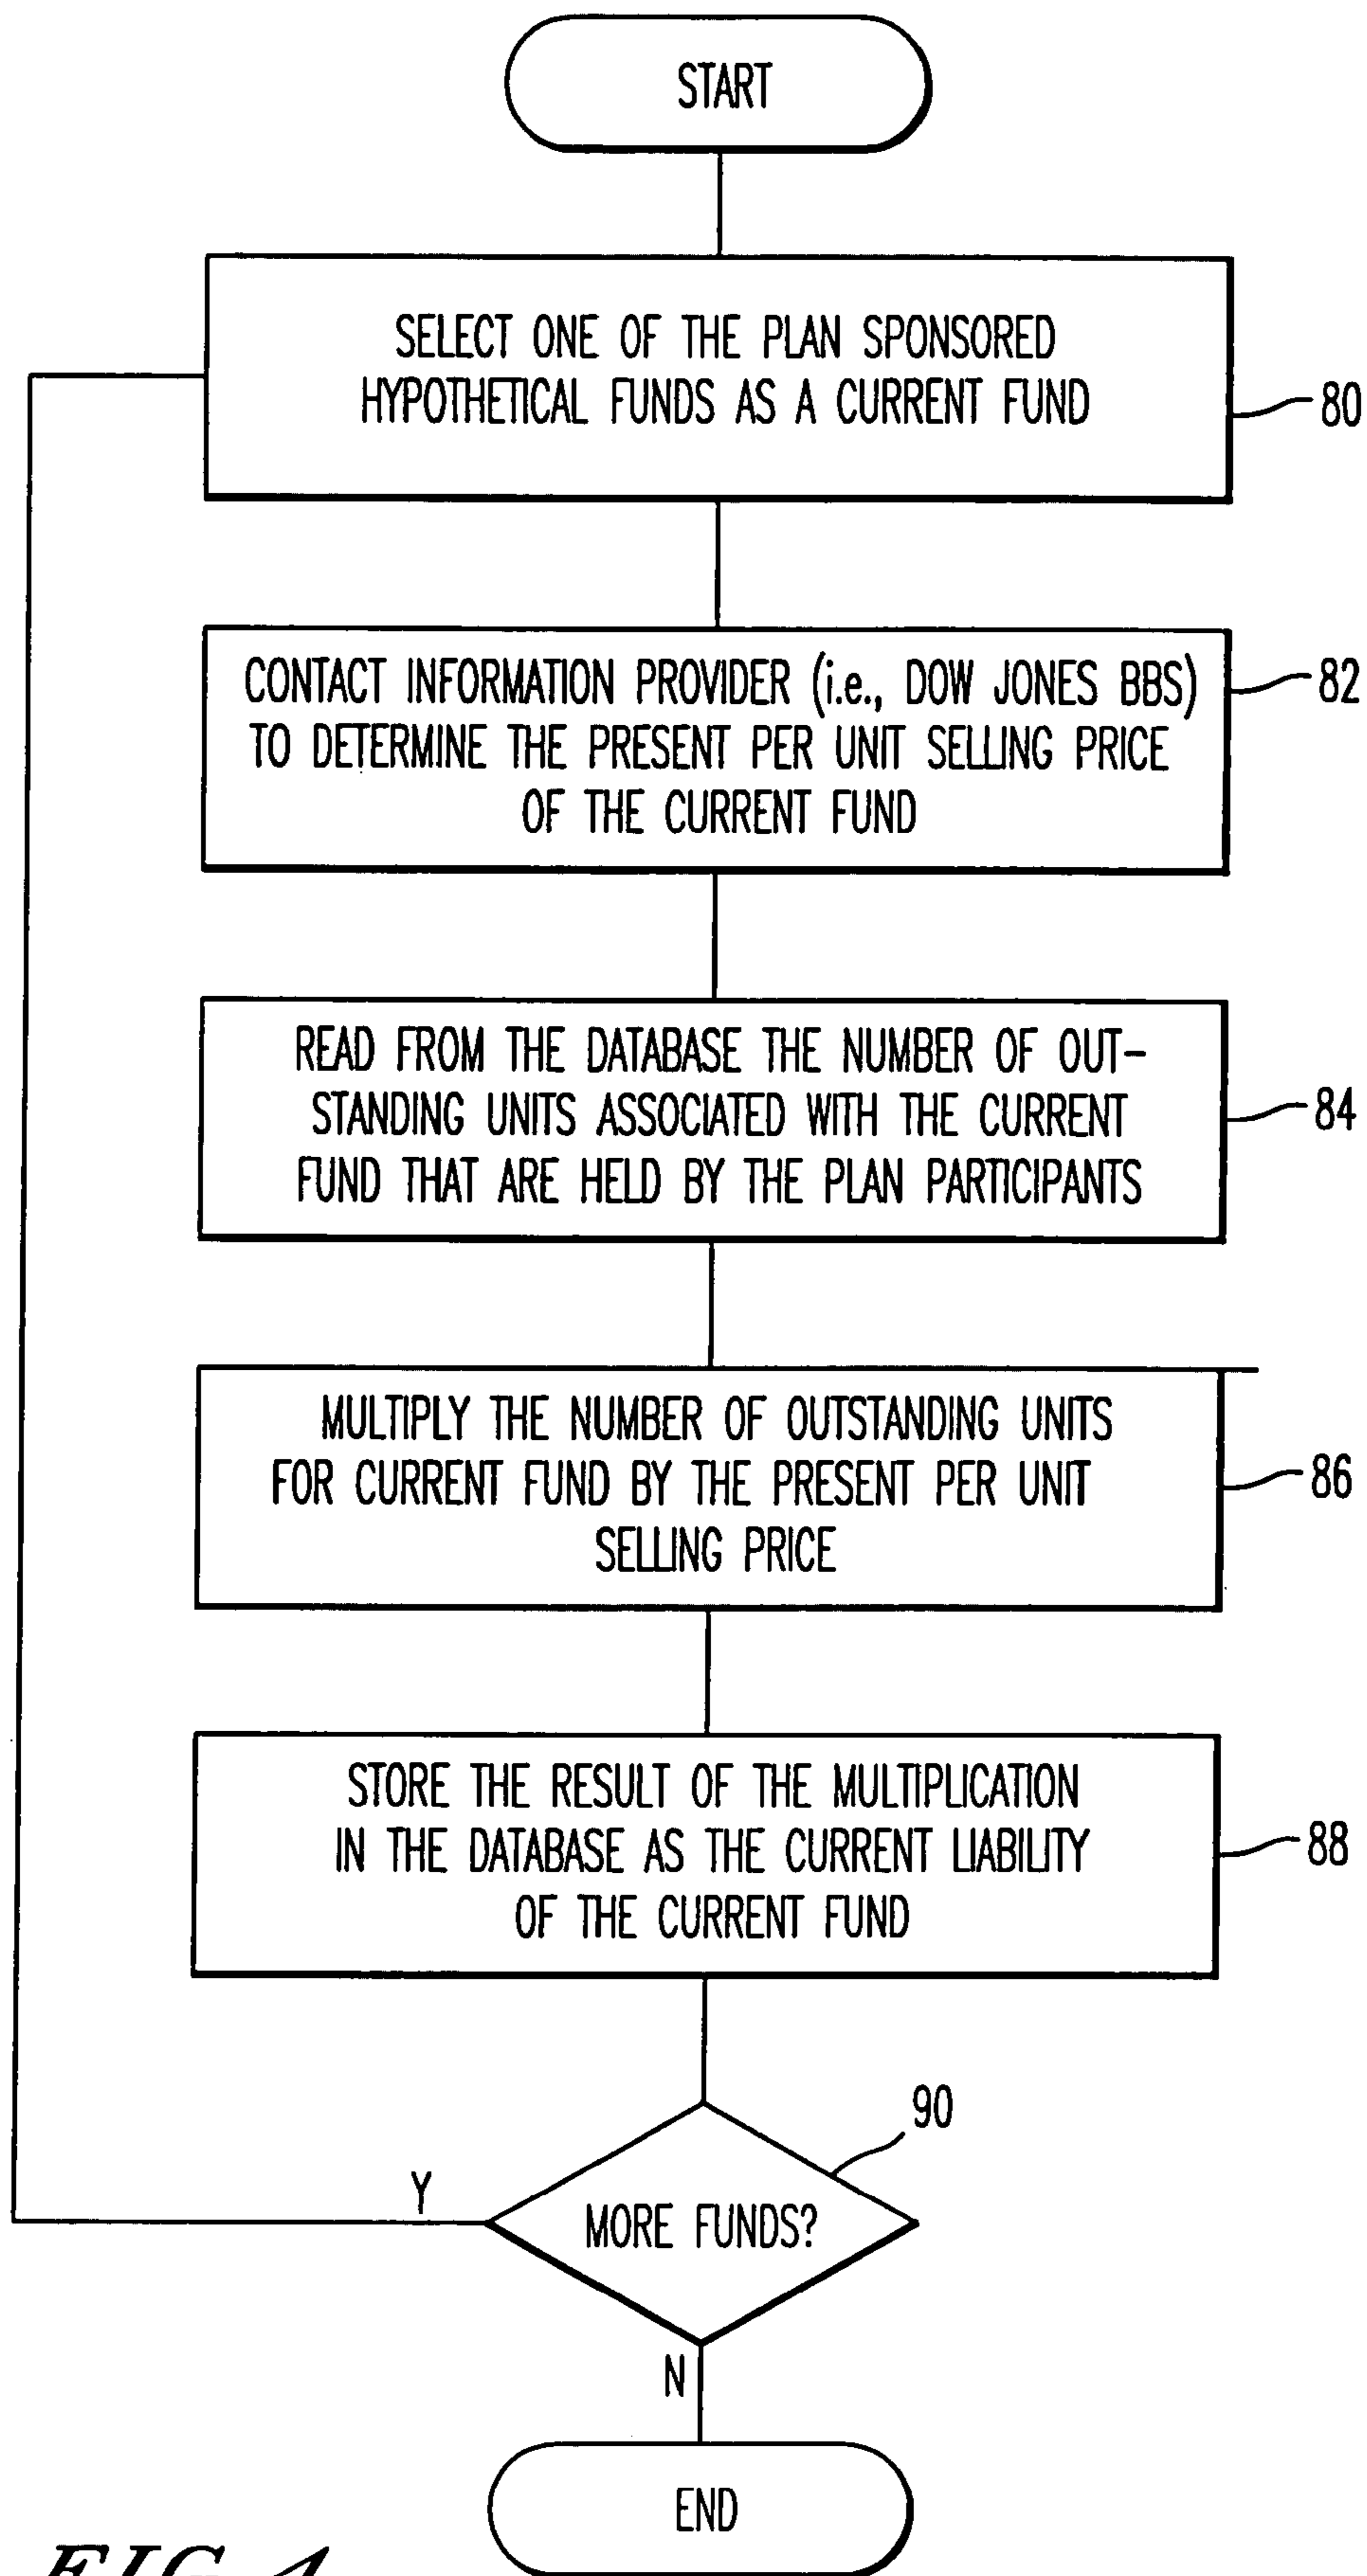 START
SELECT ONE OF THE PLAN SPONSORED
HYPOTHETICAL FUNDS AS A CURRENT FUND
80
CONTACT INFORMATION PROVIDER (i.e., DOW JONES BBS)
TO DETERMINE THE PRESENT PER UNIT SELLING PRICE
OF THE CURRENT FUND
82
READ FROM THE DATABASE THE NUMBER OF OUT-
STANDING UNITS ASSOCIATED WITH THE CURRENT
FUND THAT ARE HELD BY THE PLAN PARTICIPANTS
84
MULTIPLY THE NUMBER OF OUTSTANDING UNITS
FOR CURRENT FUND BY THE PRESENT PER UNIT
SELLING PRICE
86
STORE THE RESULT OF THE MULTIPLICATION
IN THE DATABASE AS THE CURRENT LIABILITY
OF THE CURRENT FUND
88
90
Y
MORE FUNDS?
N
END
FIG. 4